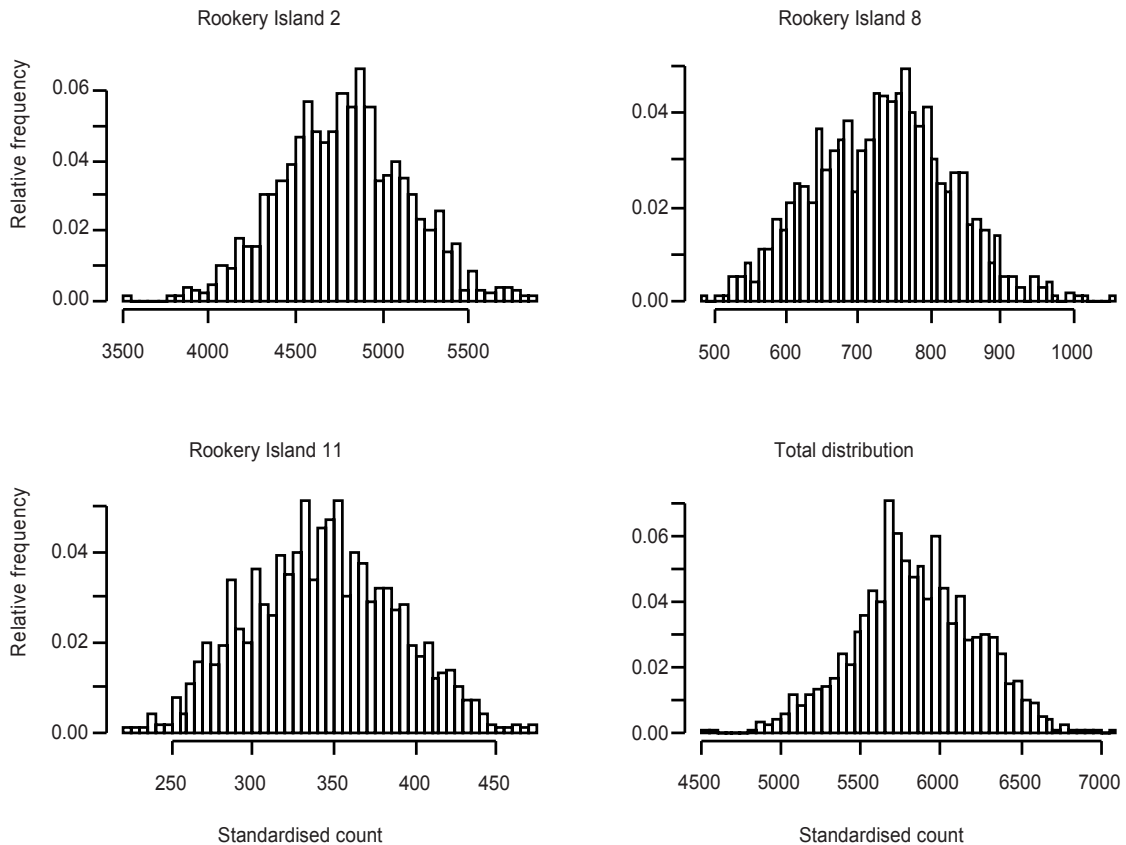 Rookery Island 2
Relative frequency
0.06
0.04
0.02
0.00
3500 4000 4500 5000 5500
Rookery Island 8
0.04
0.02
0.00
500 600 700 800 900 1000
Rookery Island 11
Relative frequency
0.04
0.02
0.00
250 300 350 400 450
Standardised count
Total distribution
0.06
0.04
0.02
0.00
4500 5000 5500 6000 6500 7000
Standardised count